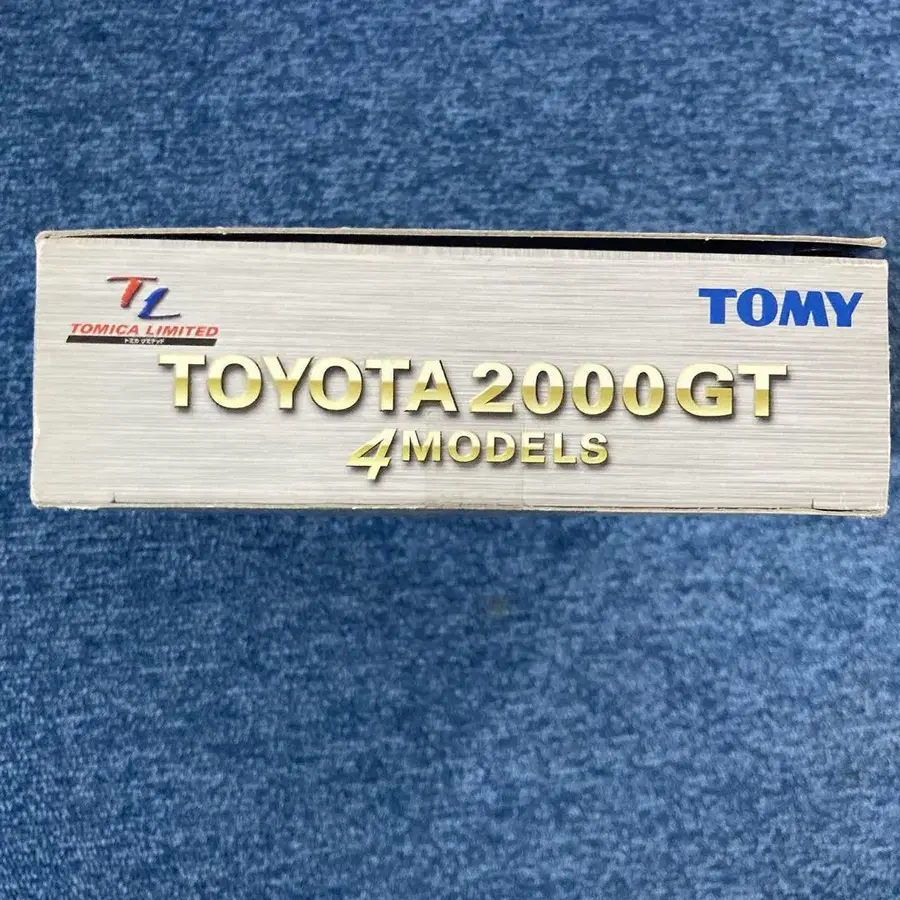 TL
TOMICA LIMITED
トミカ リミテッド
TOMY
TOYOTA 2000GT
4 MODELS